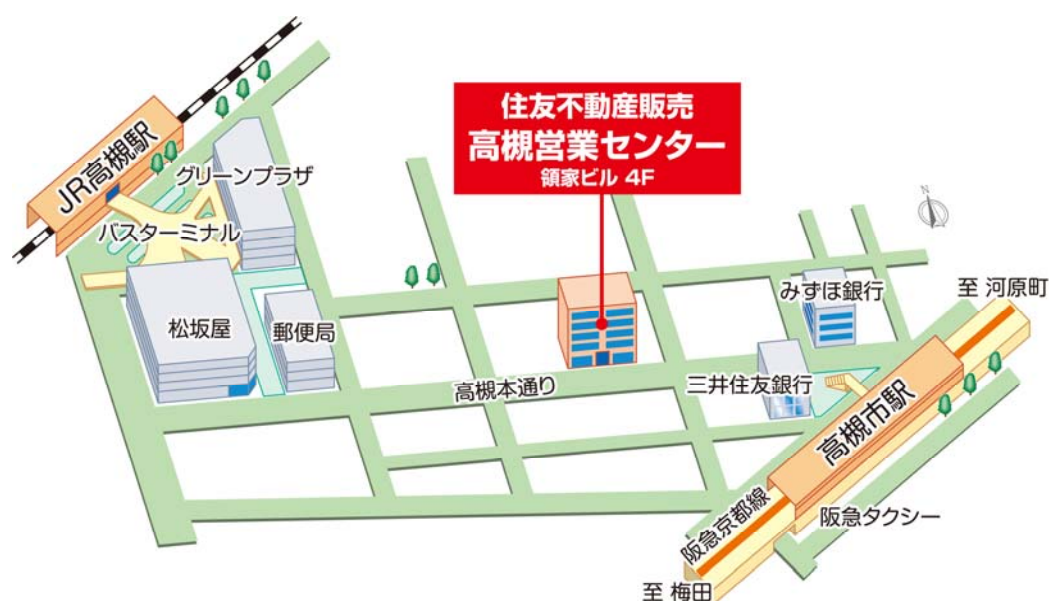 住友不動産販売
高槻営業センター
領家ビル 4F
JR高槻駅
グリーンプラザ
バスターミナル
N
松坂屋
郵便局
みずほ銀行
至 河原町
高槻本通り
三井住友銀行
高槻市駅
阪急京都線
阪急タクシー
至 梅田